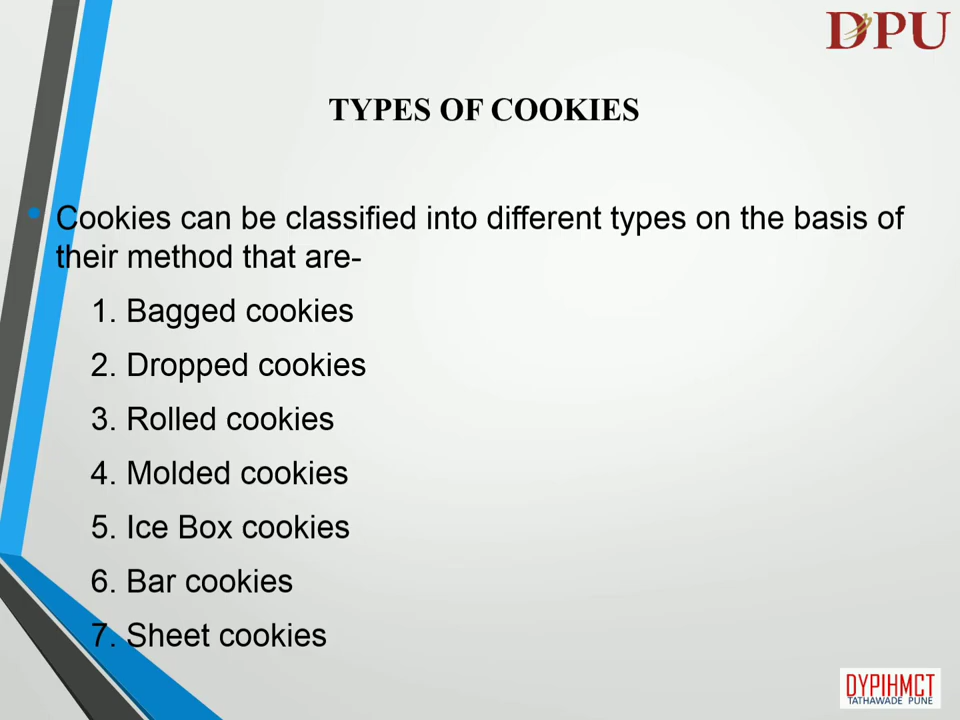 DPU
TYPES OF COOKIES
• Cookies can be classified into different types on the basis of
their method that are-
1. Bagged cookies
2. Dropped cookies
3. Rolled cookies
4. Molded cookies
5. Ice Box cookies
6. Bar cookies
7. Sheet cookies
DYPIHMCT
TATHAWADE PUNE